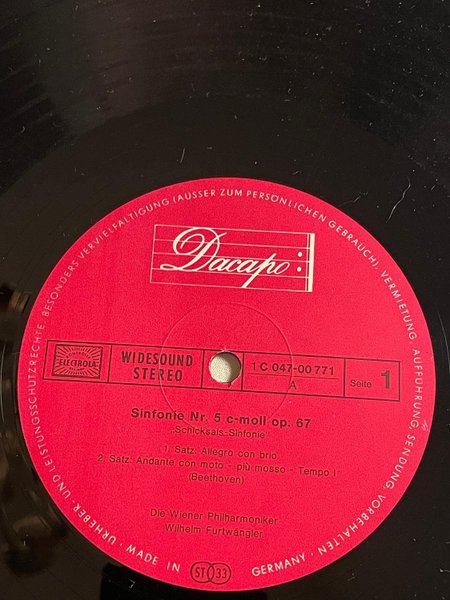 URHEBER- UND LEISTUNGSSCHUTZRECHTE, BESONDERS VERVIELFÄLTIGUNG (AUSSER ZUM PERSÖNLICHEN GEBRAUCH), VERMIETUNG, AUFFÜHRUNG, SENDUNG VORBEHALTEN
Dacapo
ELECTROLA
WIDESOUND
STEREO
1 C 047-00 771
A
Seite 1
Sinfonie Nr. 5 c-moll op. 67
„Schicksals-Sinfonie"
1. Satz: Allegro con brio
2. Satz: Andante con moto - più mosso - Tempo I
(Beethoven)
Die Wiener Philharmoniker
Wilhelm Furtwängler
MADE IN GERMANY
ST 33